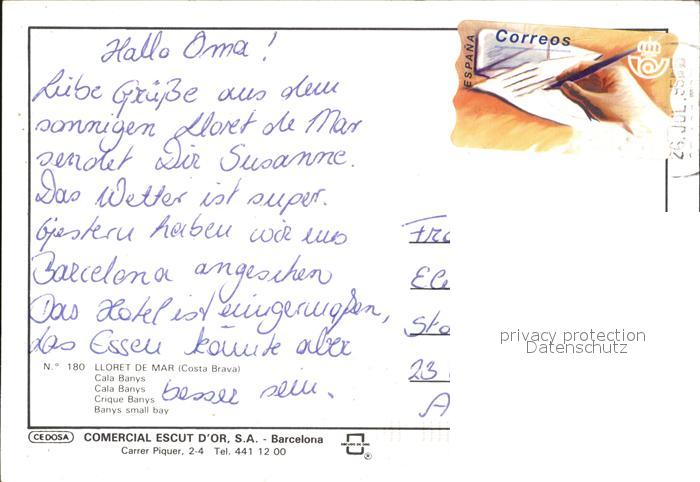 Hallo Oma!
Liebe Grüße aus dem
sonnigen Lloret de Mar
sendet Dir Susanne.
Das Wetter ist super.
Gestern haben wir uns
Barcelona angesehen
Das Hotel ist einigermaßen,
das Essen könnte aber
besser sein.
N.° 180 LLORET DE MAR (Costa Brava)
Cala Banys
Cala Banys
Crique Banys
Banys small bay
CEDOSA COMERCIAL ESCUT D'OR, S.A. - Barcelona
Carrer Piquer, 2-4 Tel. 441 12 00
Correos
ESPAÑA
26 JUL
23
A
privacy protection
Datenschutz